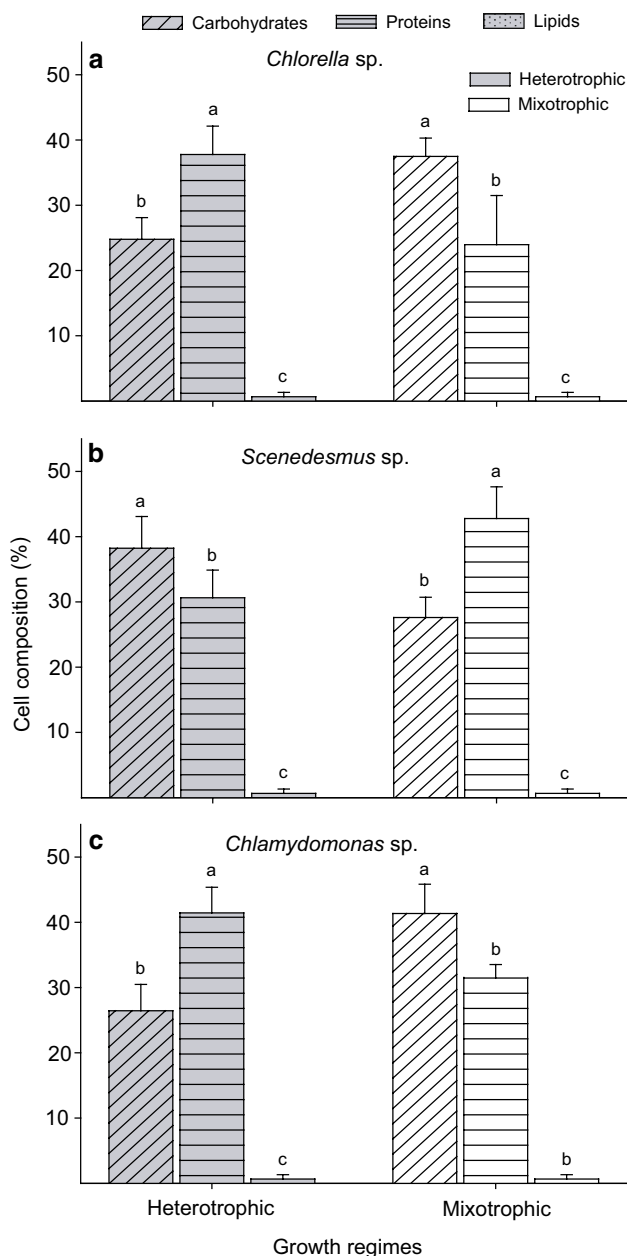 Carbohydrates Proteins Lipids
a Chlorella sp.
Heterotrophic
Mixotrophic
50
40
30
20
10
b a c a b c
b Scenedesmus sp.
50
40
30
20
10
a b c b a c
Cell composition (%)
c Chlamydomonas sp.
50
40
30
20
10
b a c a b b
Heterotrophic Mixotrophic
Growth regimes